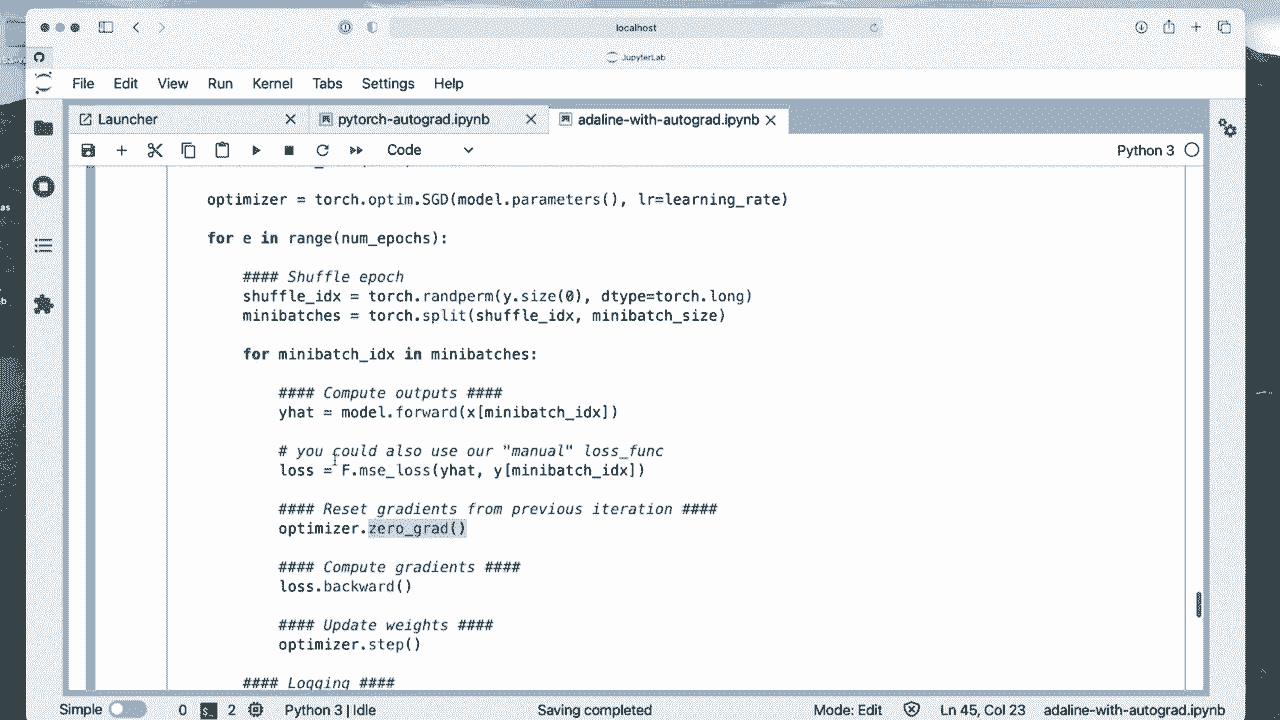 localhost
JupyterLab
File Edit View Run Kernel Tabs Settings Help
Launcher pytorch-autograd.ipynb adaline-with-autograd.ipynb
Code Python 3
optimizer = torch.optim.SGD(model.parameters(), lr=learning_rate)
for e in range(num_epochs):
#### Shuffle epoch
shuffle_idx = torch.randperm(y.size(0), dtype=torch.long)
minibatches = torch.split(shuffle_idx, minibatch_size)
for minibatch_idx in minibatches:
#### Compute outputs ####
yhat = model.forward(x[minibatch_idx])
# you could also use our "manual" loss_func
loss = F.mse_loss(yhat, y[minibatch_idx])
#### Reset gradients from previous iteration ####
optimizer.zero_grad()
#### Compute gradients ####
loss.backward()
#### Update weights ####
optimizer.step()
#### Logging ####
Simple 0 2 Python 3 | Idle Saving completed Mode: Edit Ln 45, Col 23 adaline-with-autograd.ipynb